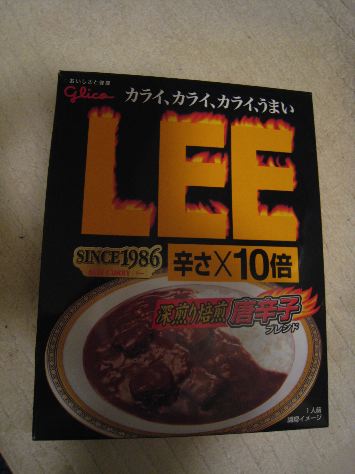 おいしさと健康
Glico
カライ、カライ、カライ、うまい
LEE
SINCE1986
辛さ×10倍
深煎り焙煎 唐辛子
ブレンド
1人前
調理イメージ